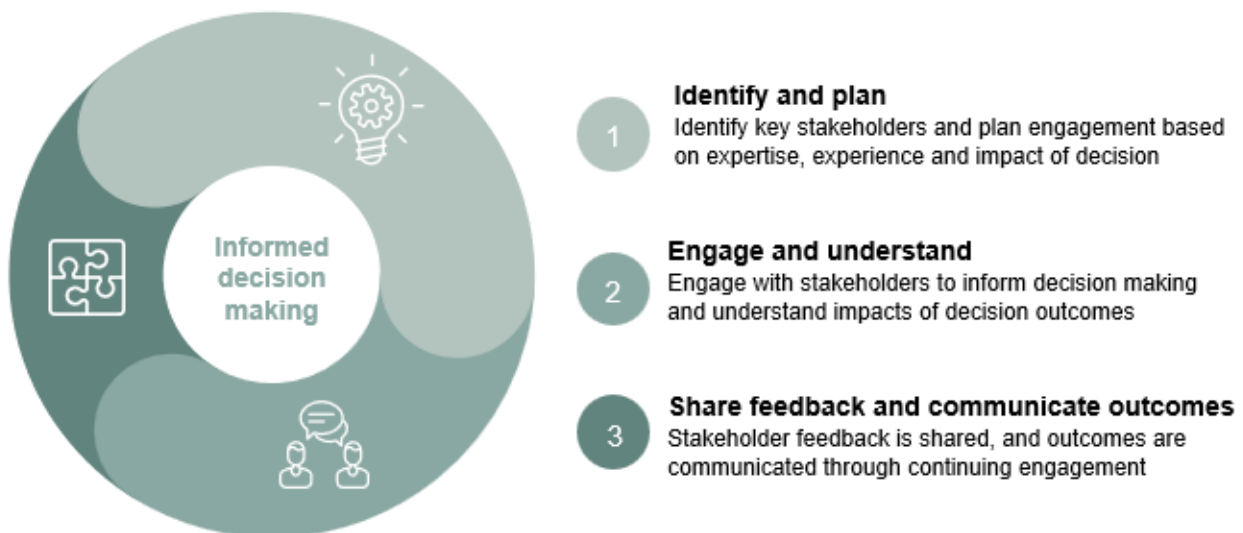 Informed
decision
making
1
Identify and plan
Identify key stakeholders and plan engagement based
on expertise, experience and impact of decision
2
Engage and understand
Engage with stakeholders to inform decision making
and understand impacts of decision outcomes
3
Share feedback and communicate outcomes
Stakeholder feedback is shared, and outcomes are
communicated through continuing engagement